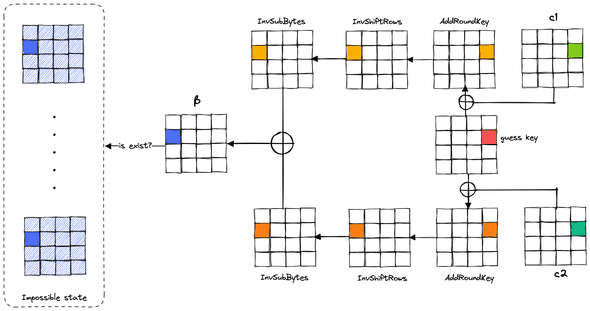 InvSubBytes
InvShiftRows
AddRoundKey
c1
β
is exist?
guess key
Impossible state
InvSubBytes
InvShiftRows
AddRoundKey
c2